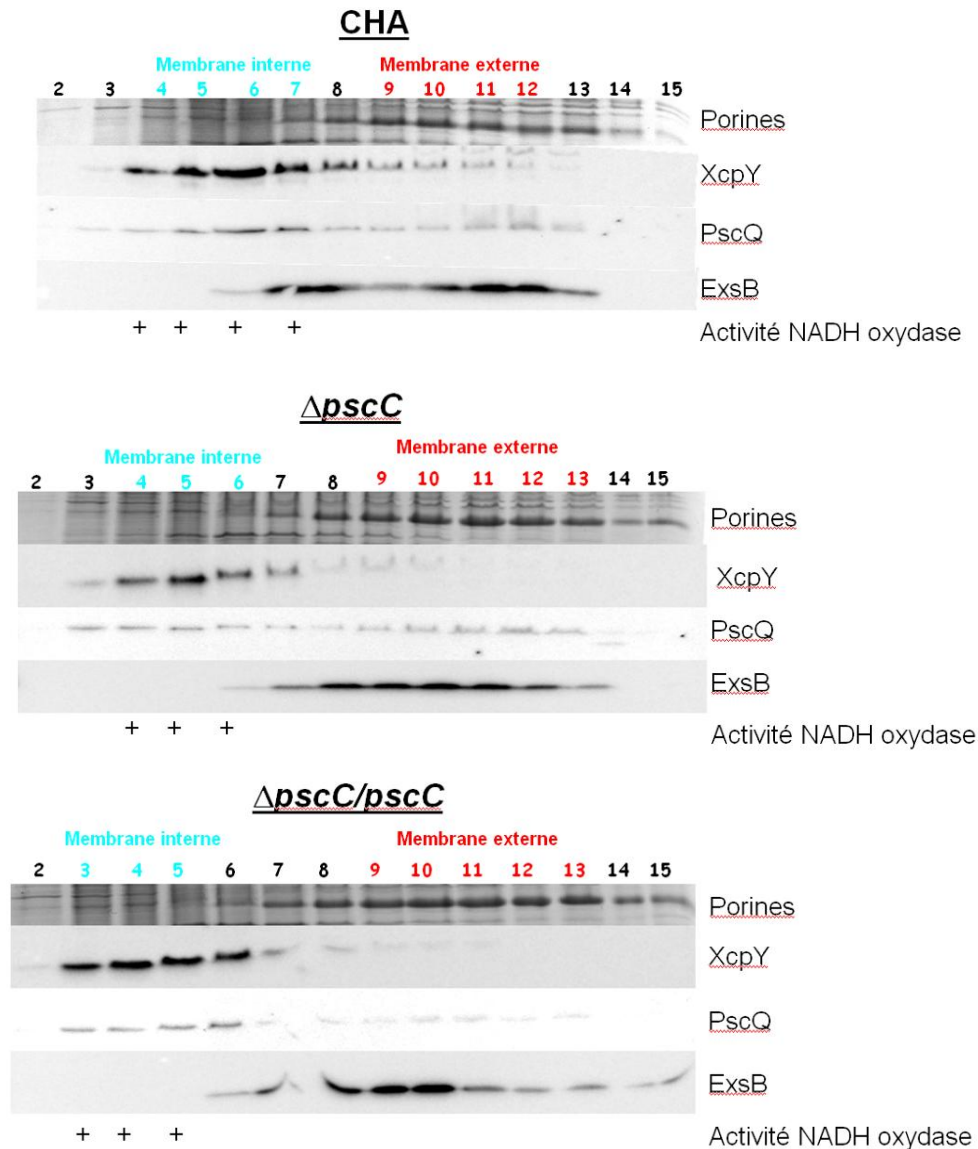 CHA
Membrane interne Membrane externe
2 3 4 5 6 7 8 9 10 11 12 13 14 15
Porines
XcpY
PscQ
ExsB
+ + + +
Activité NADH oxydase
ΔpscC
Membrane interne Membrane externe
2 3 4 5 6 7 8 9 10 11 12 13 14 15
Porines
XcpY
PscQ
ExsB
+ + +
Activité NADH oxydase
ΔpscC/pscC
Membrane interne Membrane externe
2 3 4 5 6 7 8 9 10 11 12 13 14 15
Porines
XcpY
PscQ
ExsB
+ + +
Activité NADH oxydase